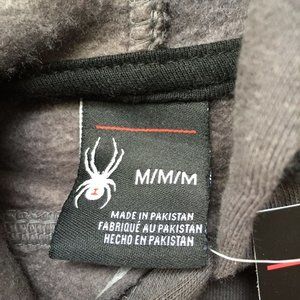 M/M/M
MADE IN PAKISTAN
FABRIQUÉ AU PAKISTAN
HECHO EN PAKISTAN